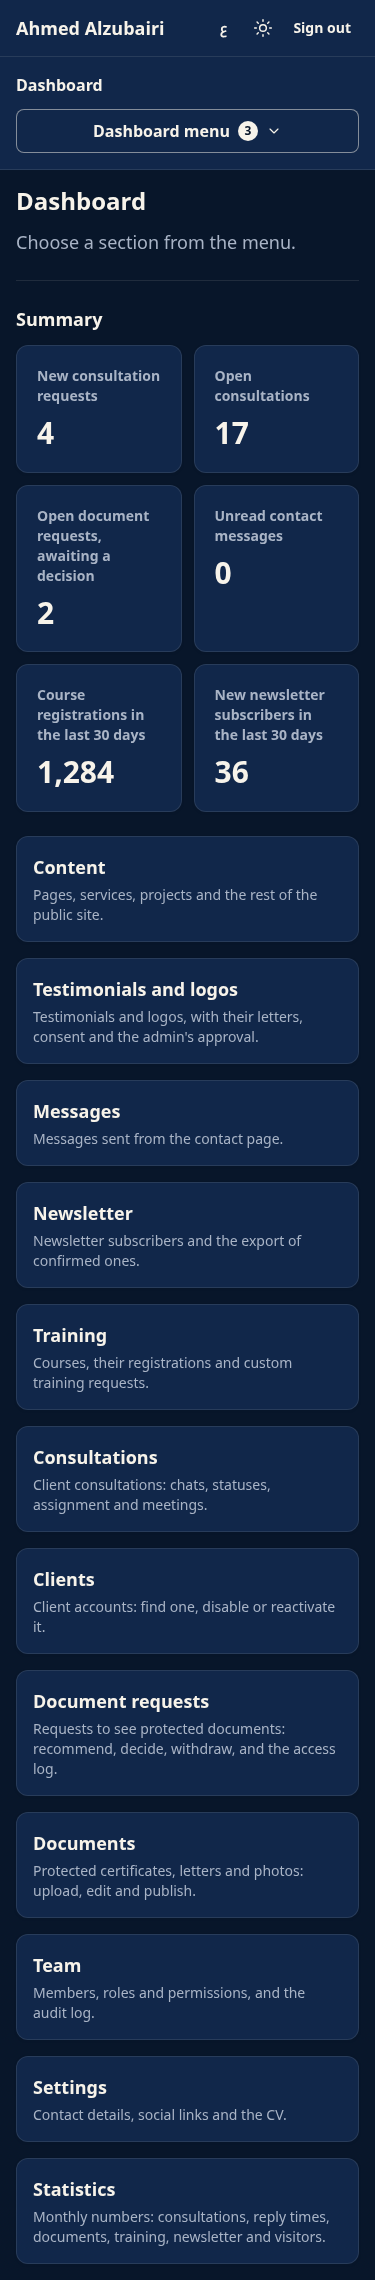 Ahmed Alzubairi ع Sign out
Dashboard
Dashboard menu 3
Dashboard
Choose a section from the menu.
Summary
New consultation
requests
4
Open
consultations
17
Open document
requests,
awaiting a
decision
2
Unread contact
messages
0
Course
registrations in
the last 30 days
1,284
New newsletter
subscribers in
the last 30 days
36
Content
Pages, services, projects and the rest of the
public site.
Testimonials and logos
Testimonials and logos, with their letters,
consent and the admin's approval.
Messages
Messages sent from the contact page.
Newsletter
Newsletter subscribers and the export of
confirmed ones.
Training
Courses, their registrations and custom
training requests.
Consultations
Client consultations: chats, statuses,
assignment and meetings.
Clients
Client accounts: find one, disable or reactivate
it.
Document requests
Requests to see protected documents:
recommend, decide, withdraw, and the access
log.
Documents
Protected certificates, letters and photos:
upload, edit and publish.
Team
Members, roles and permissions, and the
audit log.
Settings
Contact details, social links and the CV.
Statistics
Monthly numbers: consultations, reply times,
documents, training, newsletter and visitors.